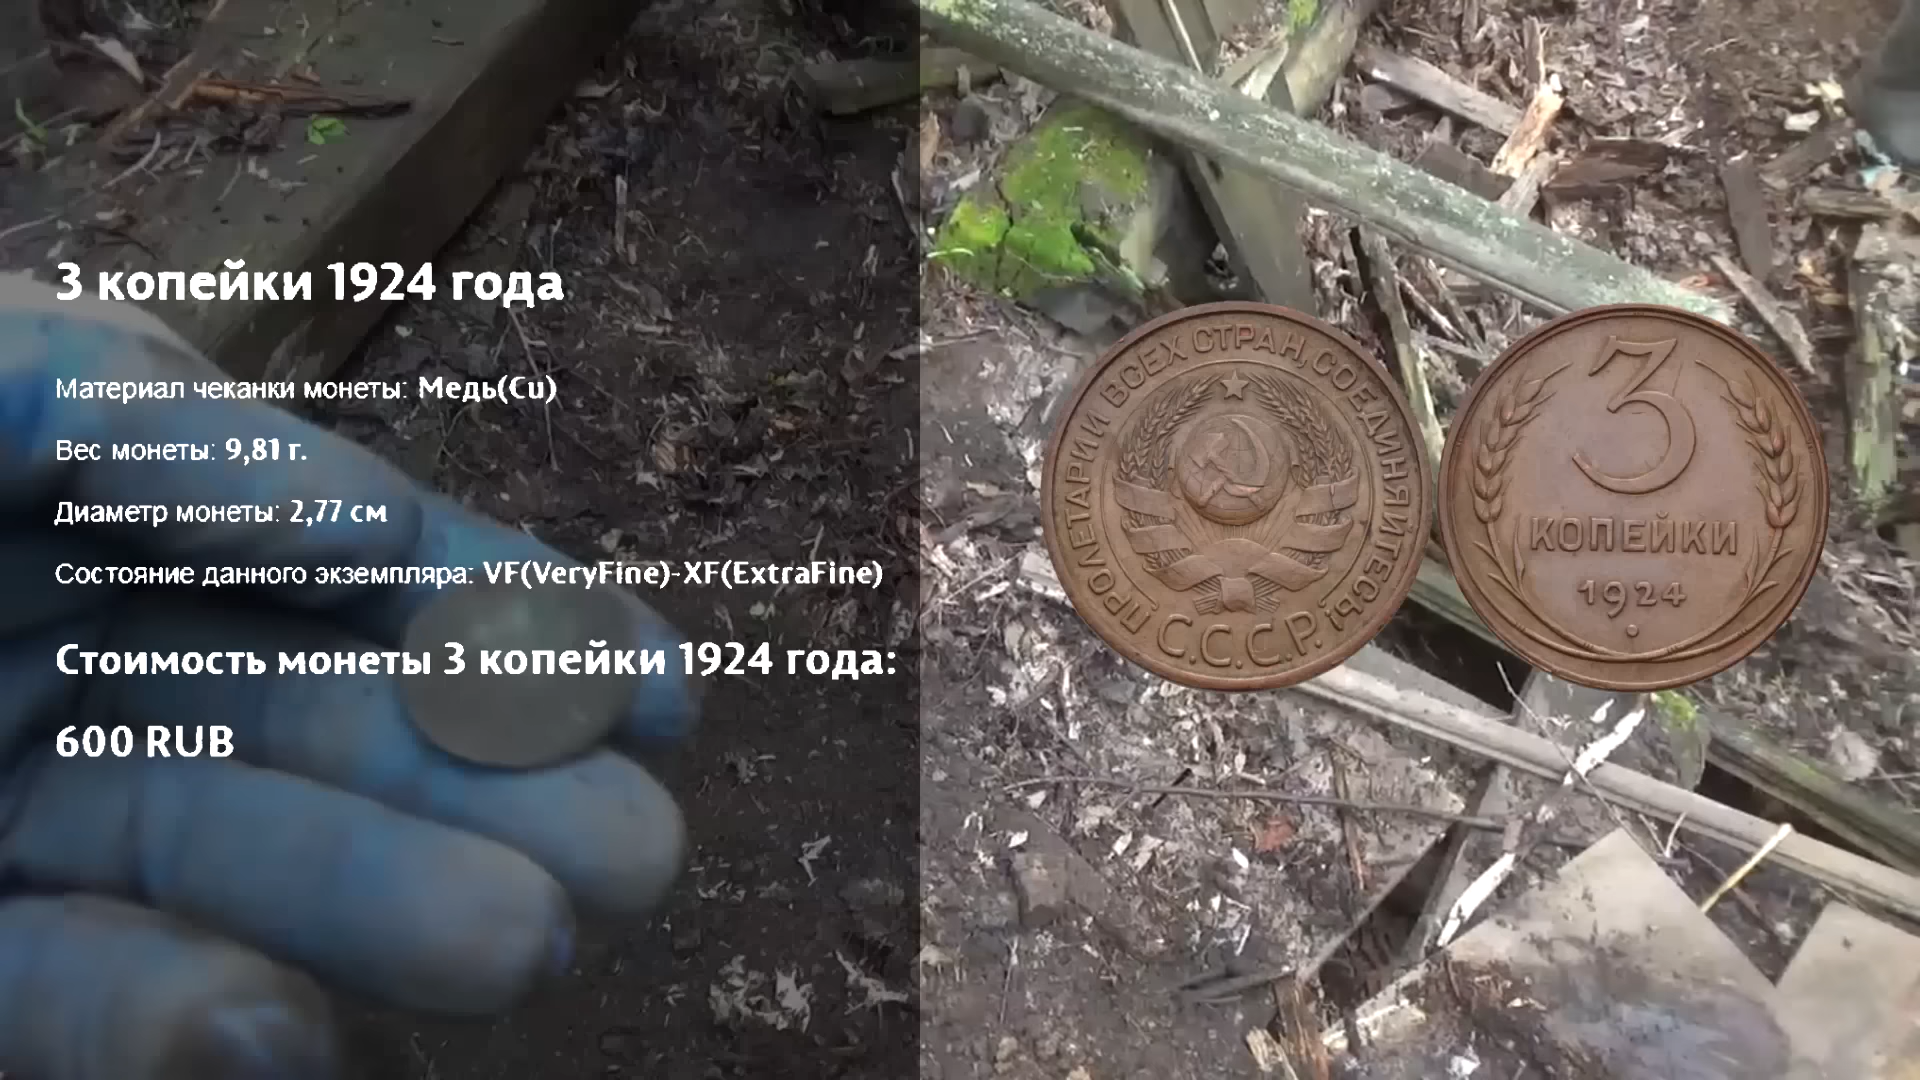 3 копейки 1924 года
Материал чеканки монеты: Медь(Cu)
Вес монеты: 9,81 г.
Диаметр монеты: 2,77 см
Состояние данного экземпляра: VF(VeryFine)-XF(ExtraFine)
Стоимость монеты 3 копейки 1924 года:
600 RUB
ПРОЛЕТАРИИ ВСЕХ СТРАН, СОЕДИНЯЙТЕСЬ!
С.С.С.Р.
3
КОПЕЙКИ
1924